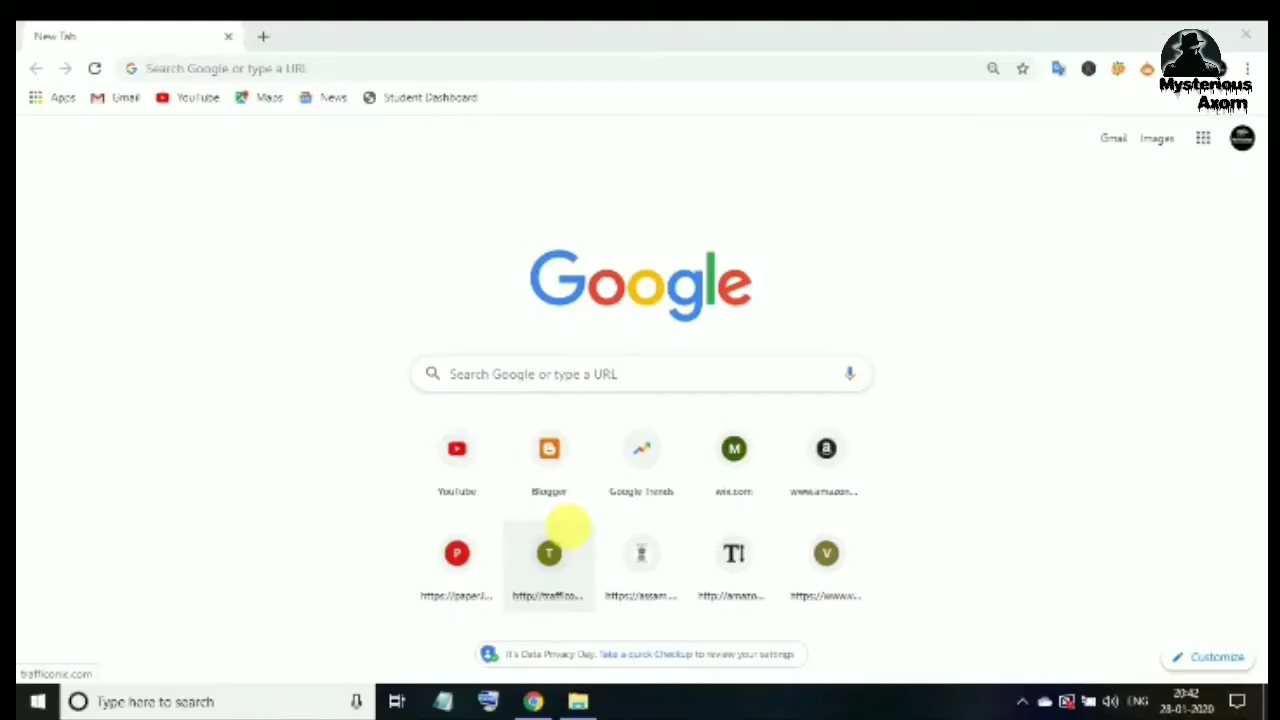 New Tab
Search Google or type a URL
Apps Gmail YouTube Maps News Student Dashboard
Mysterious
Axom
Gmail Images
Google
Search Google or type a URL
M
a
YouTube Blogger Google Trends wix.com www.amazon...
P T T V
https://paper.l... http://traffico... https://assam.... http://amazo... https://www.v...
It's Data Privacy Day. Take a quick Checkup to review your settings
Customize
trafficonic.com
Type here to search
ENG
20:42
28-01-2020